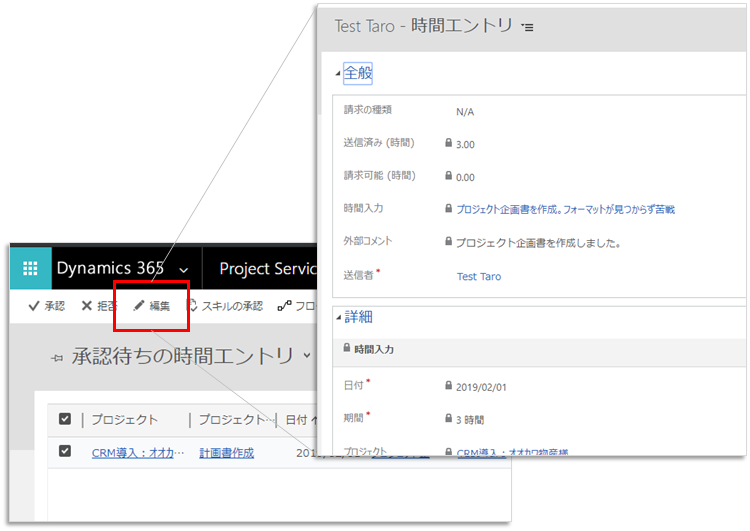 Test Taro - 時間エントリ
全般
請求の種類 N/A
送信済み (時間) 3.00
請求可能 (時間) 0.00
時間入力 プロジェクト企画書を作成。フォーマットが見つからず苦戦
外部コメント プロジェクト企画書を作成しました。
送信者* Test Taro
詳細
時間入力
日付* 2019/02/01
期間* 3 時間
プロジェクト CRM導入：オオカワ物産様
Dynamics 365 Project Servic
承認 拒否 編集 スキルの承認 フロー
承認待ちの時間エントリ
プロジェクト プロジェクト… 日付
CRM導入：オオカ… 計画書作成